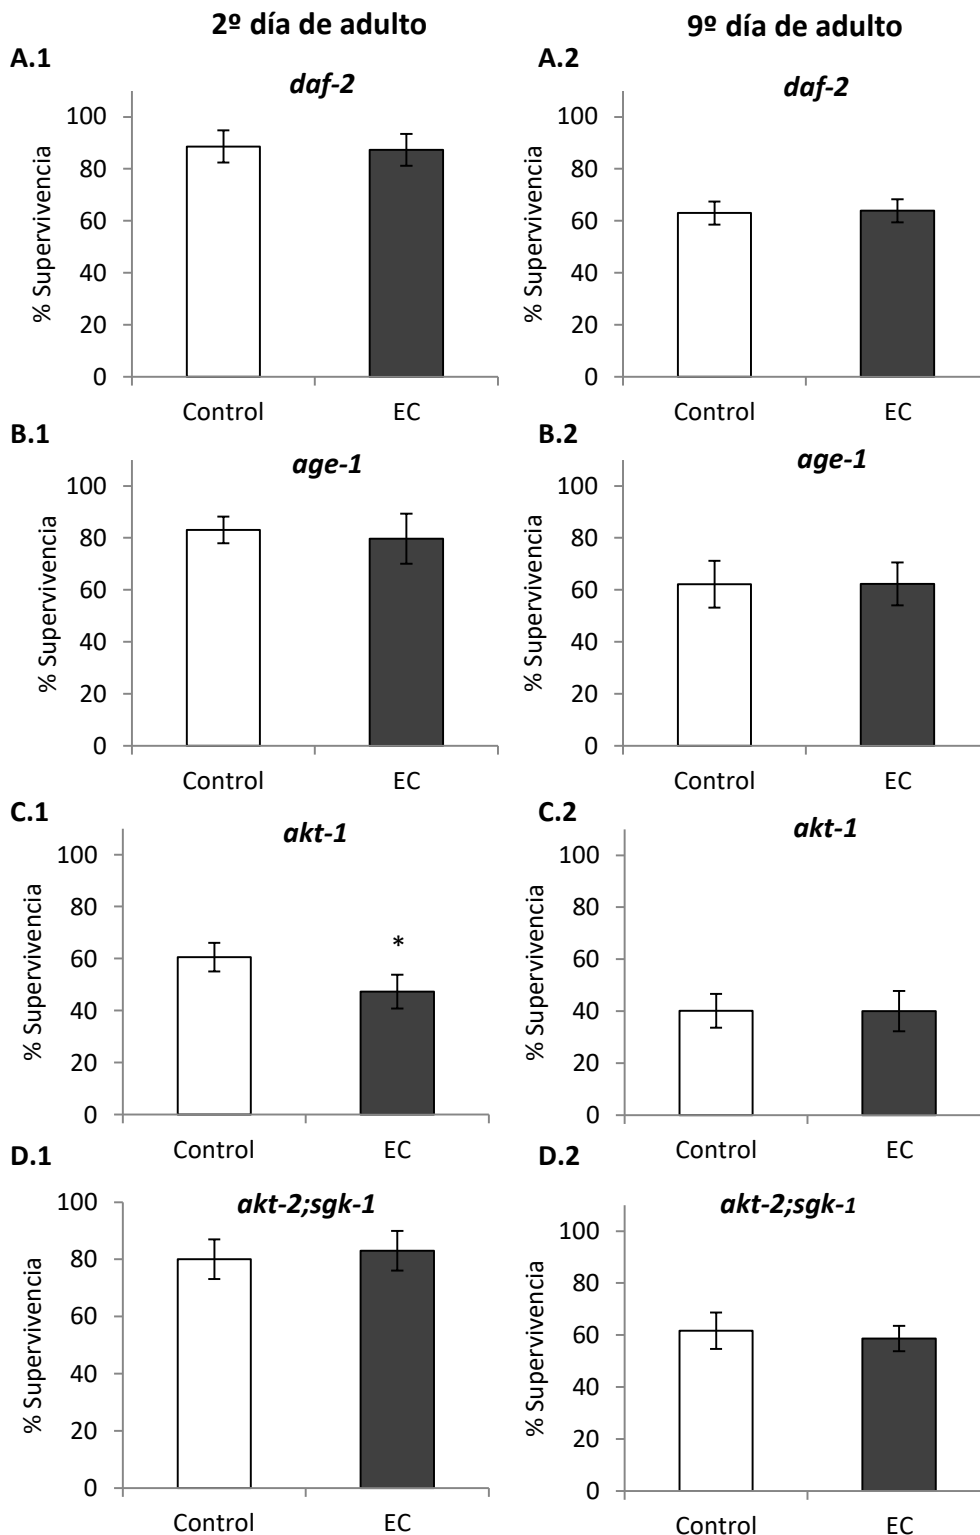 2º día de adulto
9º día de adulto
A.1
daf-2
% Supervivencia
100
80
60
40
20
0
Control EC
A.2
daf-2
% Supervivencia
100
80
60
40
20
0
Control EC
B.1
age-1
% Supervivencia
100
80
60
40
20
0
Control EC
B.2
age-1
% Supervivencia
100
80
60
40
20
0
Control EC
C.1
akt-1
% Supervivencia
100
80
60
40
20
0
*
Control EC
C.2
akt-1
% Supervivencia
100
80
60
40
20
0
Control EC
D.1
akt-2;sgk-1
% Supervivencia
100
80
60
40
20
0
Control EC
D.2
akt-2;sgk-1
% Supervivencia
100
80
60
40
20
0
Control EC